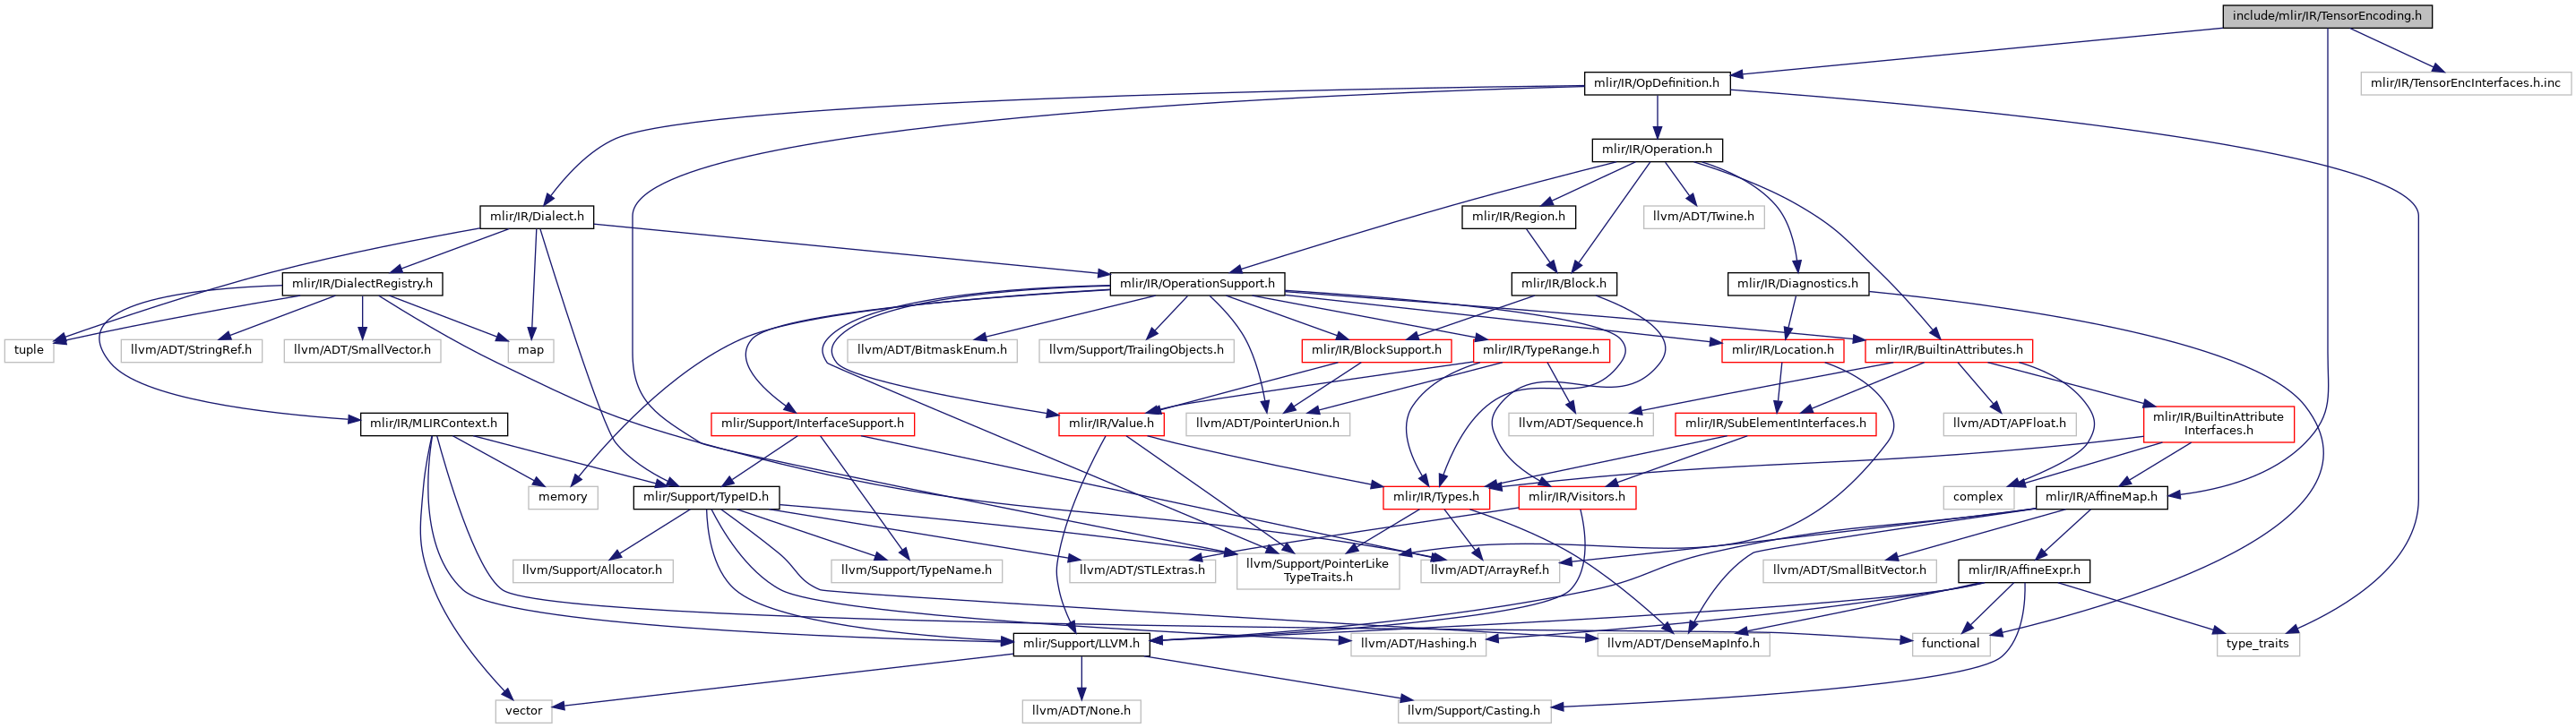 include/mlir/IR/TensorEncoding.h
mlir/IR/OpDefinition.h
mlir/IR/TensorEncInterfaces.h.inc
mlir/IR/Operation.h
mlir/IR/Dialect.h
mlir/IR/Region.h
llvm/ADT/Twine.h
mlir/IR/DialectRegistry.h
mlir/IR/OperationSupport.h
mlir/IR/Block.h
mlir/IR/Diagnostics.h
tuple
llvm/ADT/StringRef.h
llvm/ADT/SmallVector.h
map
llvm/ADT/BitmaskEnum.h
llvm/Support/TrailingObjects.h
mlir/IR/BlockSupport.h
mlir/IR/TypeRange.h
mlir/IR/Location.h
mlir/IR/BuiltinAttributes.h
mlir/IR/MLIRContext.h
mlir/Support/InterfaceSupport.h
mlir/IR/Value.h
llvm/ADT/PointerUnion.h
llvm/ADT/Sequence.h
mlir/IR/SubElementInterfaces.h
llvm/ADT/APFloat.h
mlir/IR/BuiltinAttribute
Interfaces.h
memory
mlir/Support/TypeID.h
mlir/IR/Types.h
mlir/IR/Visitors.h
complex
mlir/IR/AffineMap.h
llvm/Support/Allocator.h
llvm/Support/TypeName.h
llvm/ADT/STLExtras.h
llvm/Support/PointerLike
TypeTraits.h
llvm/ADT/ArrayRef.h
llvm/ADT/SmallBitVector.h
mlir/IR/AffineExpr.h
mlir/Support/LLVM.h
llvm/ADT/Hashing.h
llvm/ADT/DenseMapInfo.h
functional
type_traits
vector
llvm/ADT/None.h
llvm/Support/Casting.h